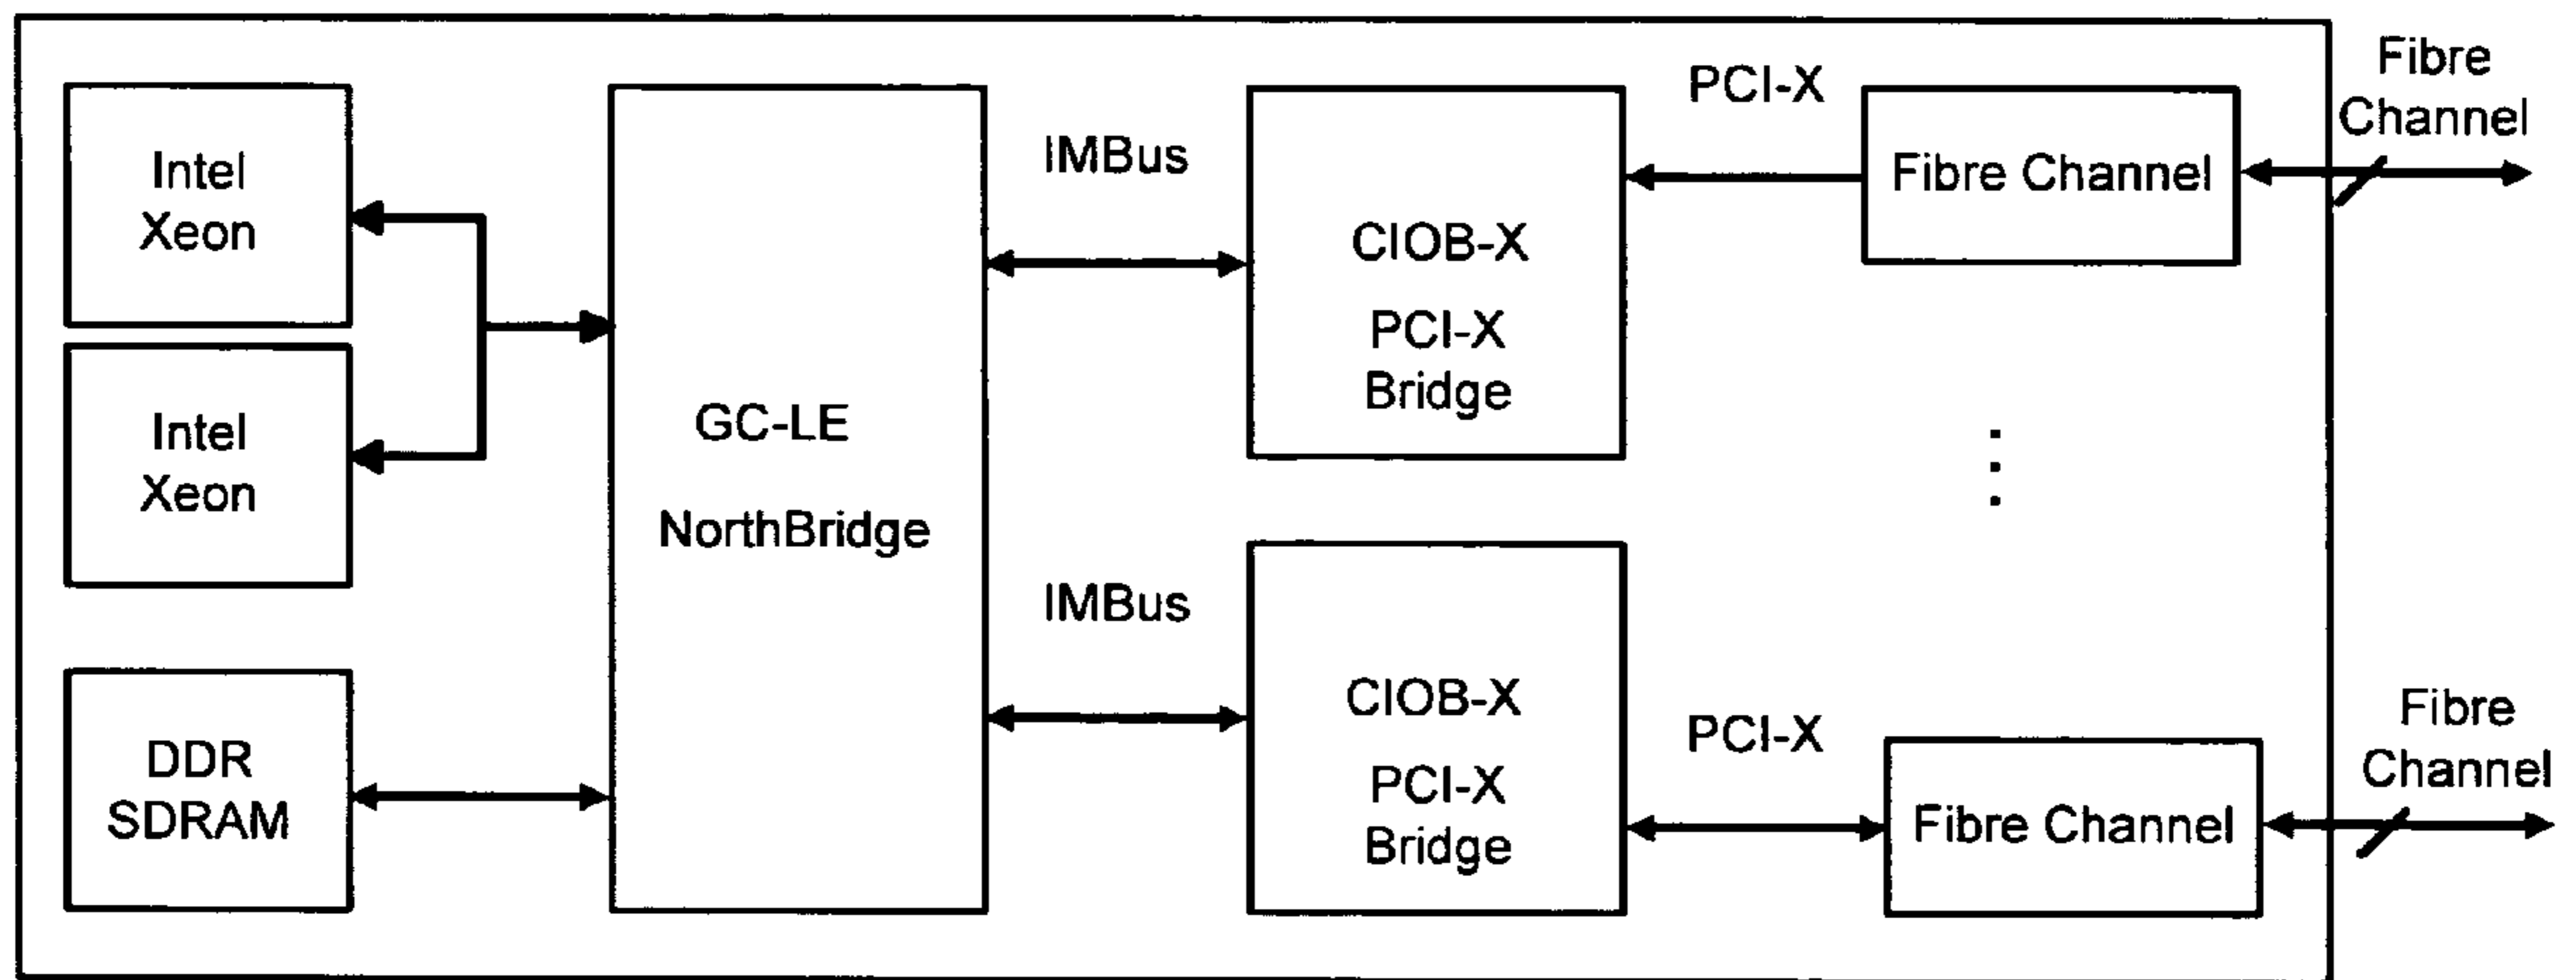 Intel
Xeon
Intel
Xeon
DDR
SDRAM
GC-LE
NorthBridge
IMBus
IMBus
CIOB-X
PCI-X
Bridge
CIOB-X
PCI-X
Bridge
PCI-X
Fibre Channel
Fibre
Channel
PCI-X
Fibre Channel
Fibre
Channel